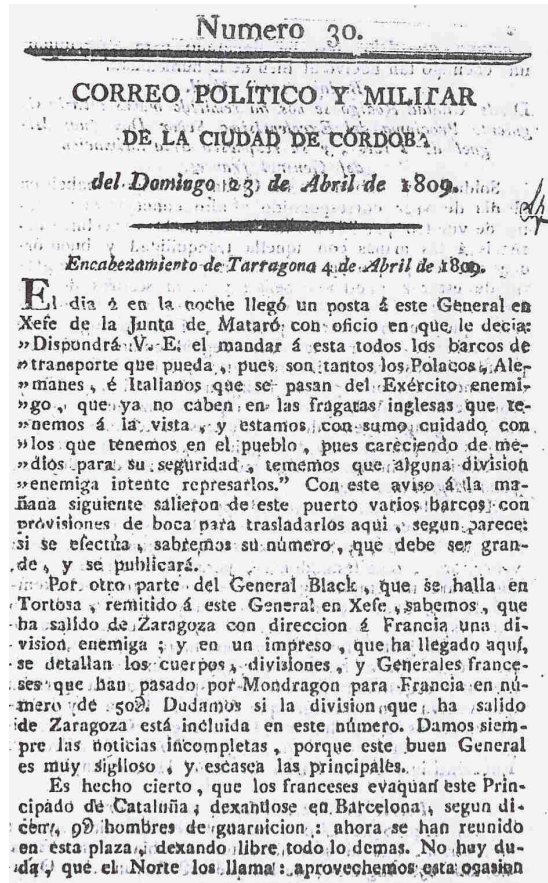 Numero 30.
CORREO POLÍTICO Y MILITAR
DE LA CIUDAD DE CÓRDOBA
del Domingo 23 de Abril de 1809.
Encabezamiento de Tarragona 4 de Abril de 1809.
El dia 2 en la noche llegó un posta á este General en
Xefe de la Junta de Mataró con oficio en que le decia:
»Dispondrá V. E. el mandar á esta todos los barcos de
»transporte que pueda, pues son tantos los Polacos, Ale-
»manes, é Italianos que se pasan del Exército enemi-
»go, que ya no caben en las fragatas inglesas que te-
»nemos á la vista, y estamos con sumo cuidado con
»los que tenemos en el pueblo, pues careciendo de me-
»dios para su seguridad, tememos que alguna division
»enemiga intente represarlos." Con este aviso á la ma-
ñana siguiente salieron de este puerto varios barcos con
provisiones de boca para trasladarlos aqui, segun parece:
si se efectúa, sabremos su número, que debe ser gran-
de, y se publicará.
Por otro parte del General Black, que se halla en
Tortosa, remitido á este General en Xefe, sabemos, que
ha salido de Zaragoza con direccion á Francia una di-
vision enemiga; y en un impreso, que ha llegado aquí,
se detallan los cuerpos, divisiones, y Generales france-
ses que han pasado por Mondragon para Francia en nú-
mero de 50Ə. Dudamos si la division que ha salido
de Zaragoza está incluida en este número. Damos siem-
pre las noticias incompletas, porque este buen General
es muy sigiloso, y escasea las principales.
Es hecho cierto, que los franceses evaquan este Prin-
cipado de Cataluña; dexandose en Barcelona, segun di-
cen, 9Ə hombres de guarnicion: ahora se han reunido
en esta plaza, dexando libre todo lo demas. No hay du-
da, que el Norte los llama: aprovechemos esta ocasion